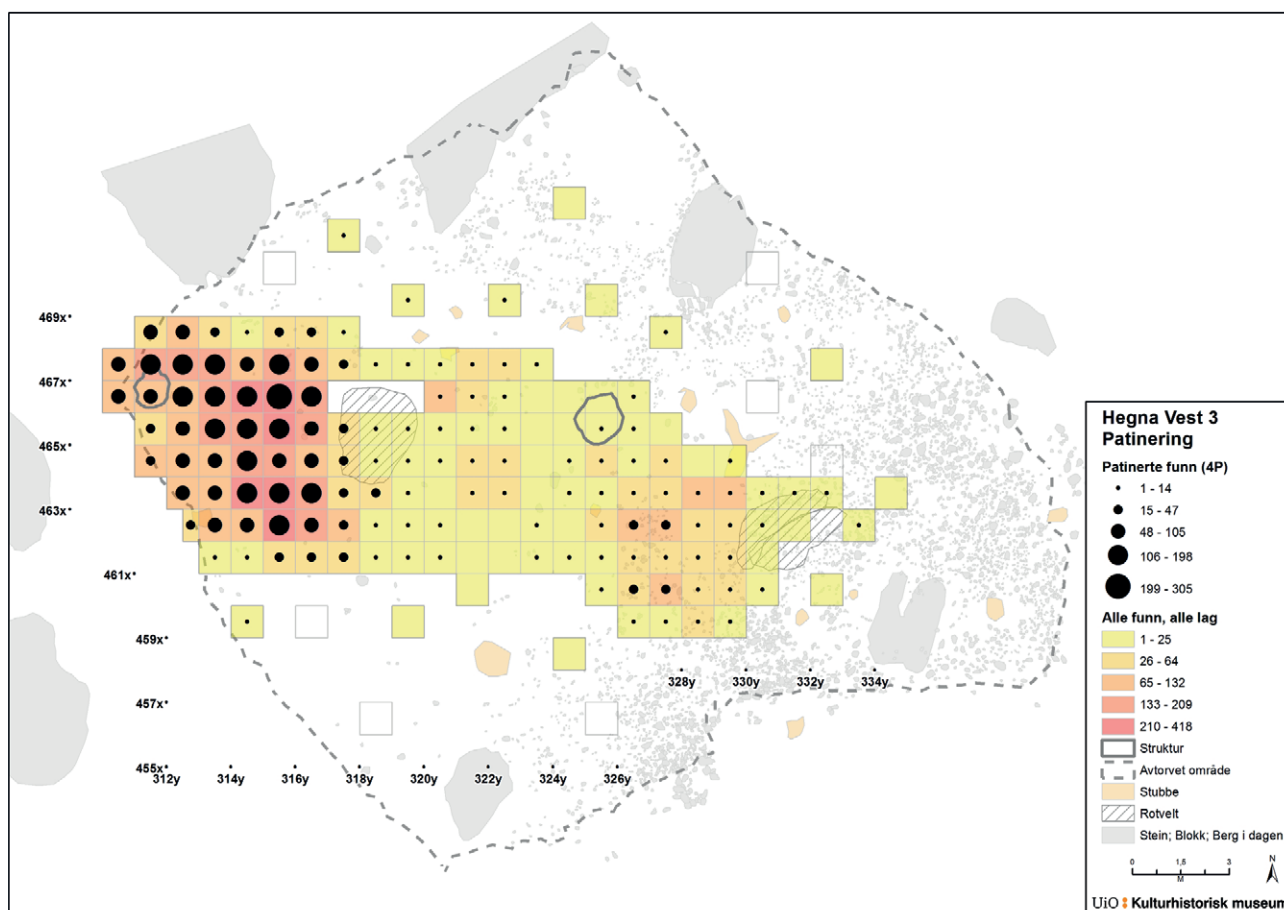 469x°
467x°
465x°
463x°
461x°
459x°
457x°
455x°
312y
314y
316y
318y
320y
322y
324y
326y
328y
330y
332y
334y
Hegna Vest 3
Patinering
Patinerte funn (4P)
1 - 14
15 - 47
48 - 105
106 - 198
199 - 305
Alle funn, alle lag
1 - 25
26 - 64
65 - 132
133 - 209
210 - 418
Struktur
Avtorvet område
Stubbe
Rotvelt
Stein; Blokk; Berg i dagen
0 1,6 3
M
N
UiO Kulturhistorisk museum